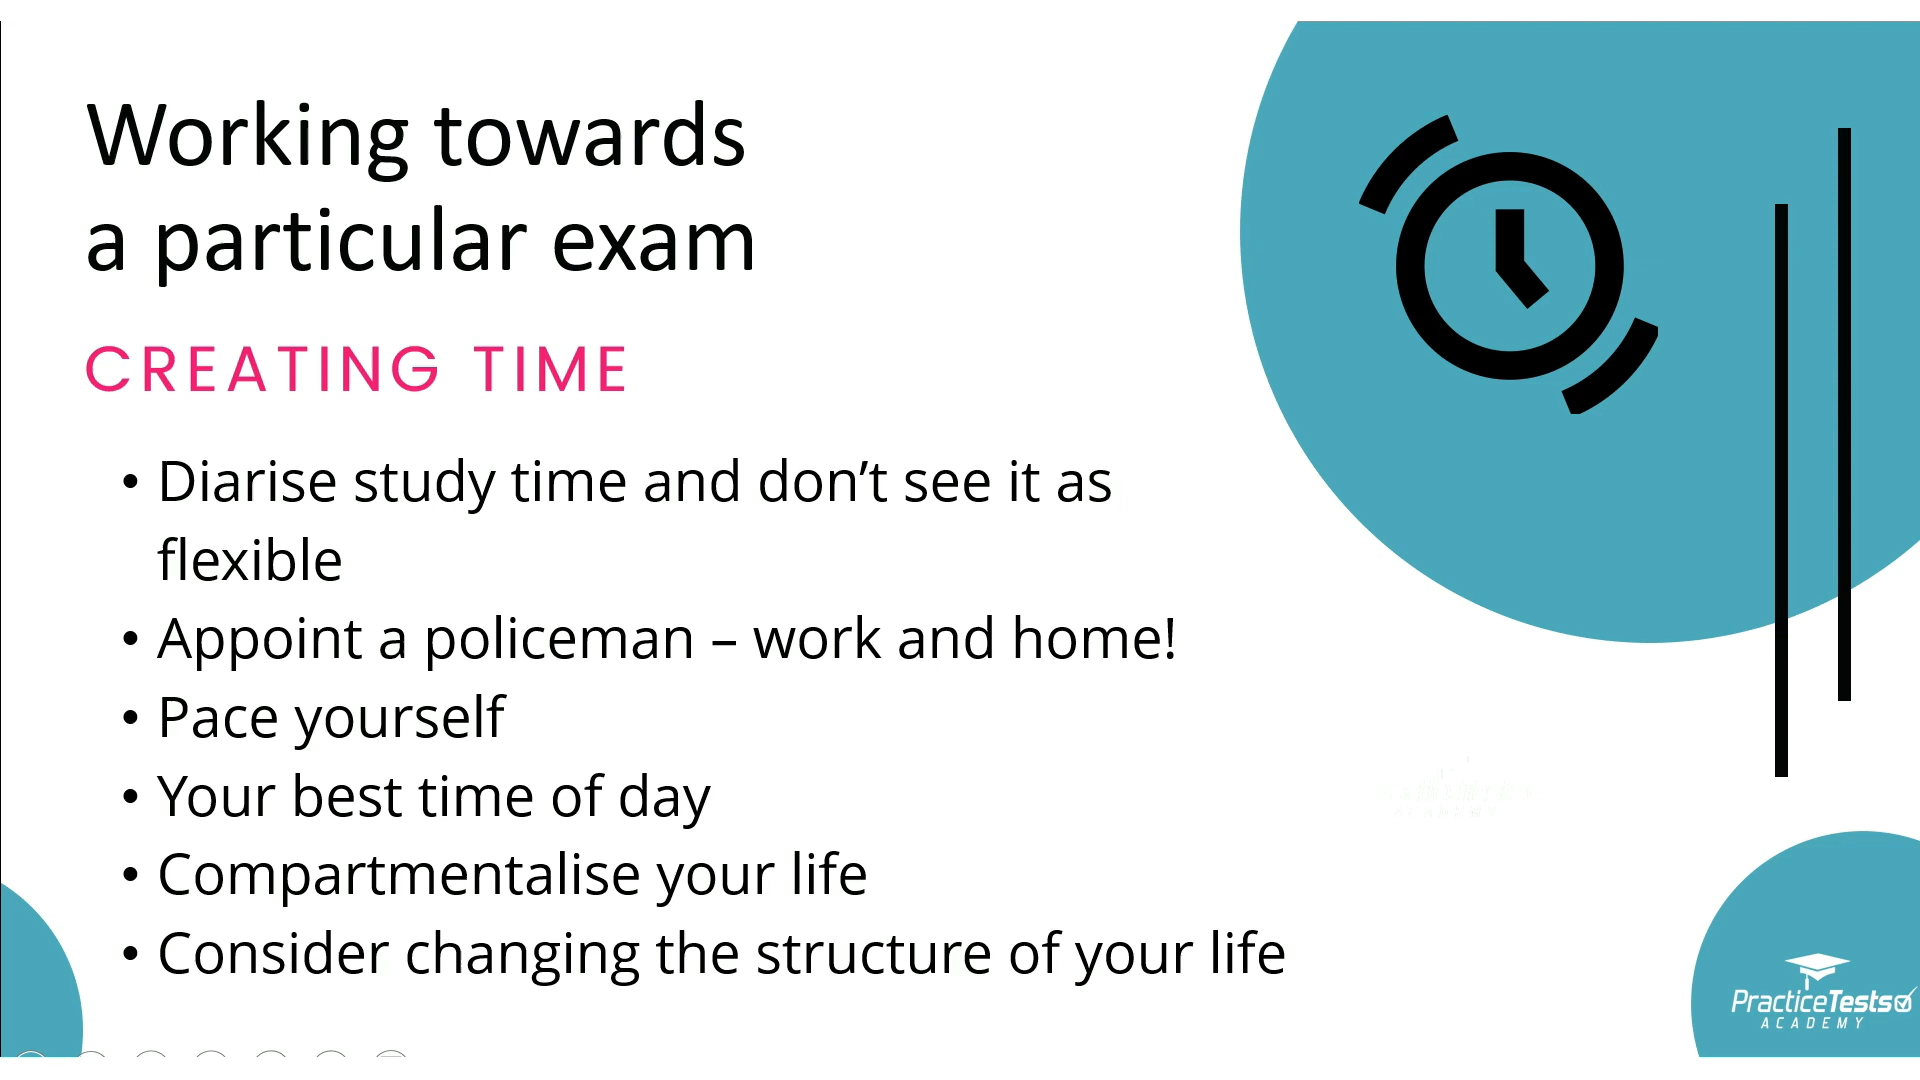 Working towards
a particular exam
CREATING TIME
• Diarise study time and don’t see it as
flexible
• Appoint a policeman – work and home!
• Pace yourself
• Your best time of day
• Compartmentalise your life
• Consider changing the structure of your life
PracticeTests
ACADEMY